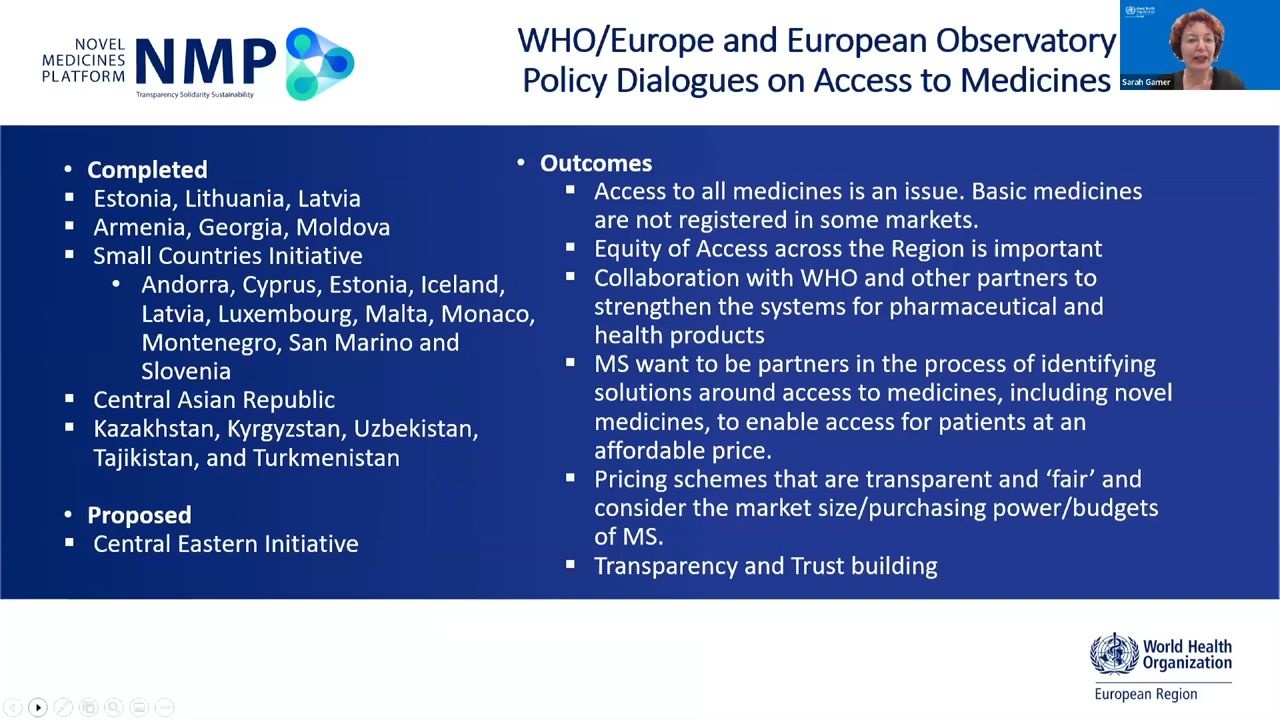 NOVEL
MEDICINES
PLATFORM
NMP
Transparency Solidarity Sustainability
WHO/Europe and European Observatory
Policy Dialogues on Access to Medicines
Sarah Garner
• Completed
▪ Estonia, Lithuania, Latvia
▪ Armenia, Georgia, Moldova
▪ Small Countries Initiative
• Andorra, Cyprus, Estonia, Iceland,
Latvia, Luxembourg, Malta, Monaco,
Montenegro, San Marino and
Slovenia
▪ Central Asian Republic
▪ Kazakhstan, Kyrgyzstan, Uzbekistan,
Tajikistan, and Turkmenistan
• Proposed
▪ Central Eastern Initiative
• Outcomes
▪ Access to all medicines is an issue. Basic medicines
are not registered in some markets.
▪ Equity of Access across the Region is important
▪ Collaboration with WHO and other partners to
strengthen the systems for pharmaceutical and
health products
▪ MS want to be partners in the process of identifying
solutions around access to medicines, including novel
medicines, to enable access for patients at an
affordable price.
▪ Pricing schemes that are transparent and ‘fair’ and
consider the market size/purchasing power/budgets
of MS.
▪ Transparency and Trust building
World Health
Organization
European Region